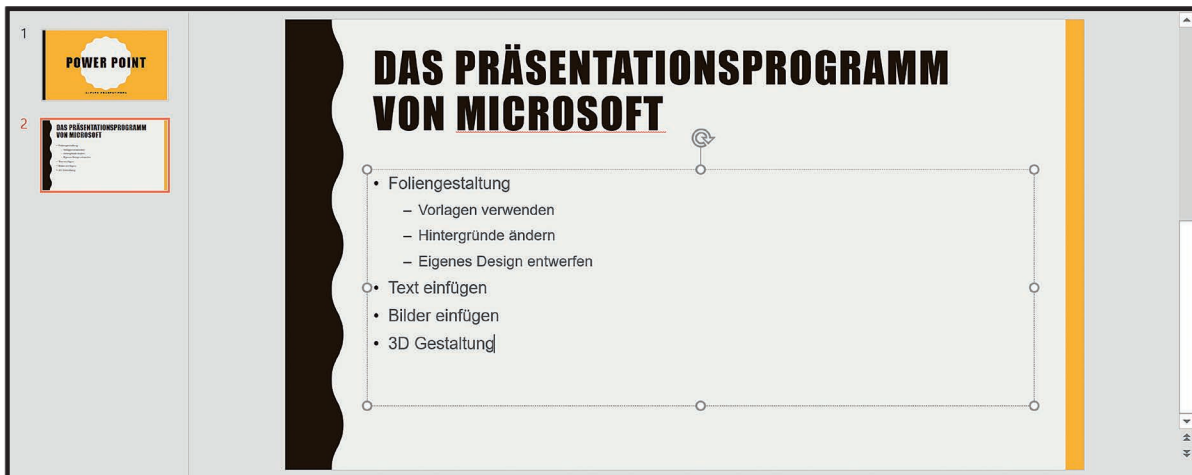 1
POWER POINT
2
DAS PRÄSENTATIONSPROGRAMM
VON MICROSOFT
Foliengestaltung
DAS PRÄSENTATIONSPROGRAMM
VON MICROSOFT
• Foliengestaltung
– Vorlagen verwenden
– Hintergründe ändern
– Eigenes Design entwerfen
• Text einfügen
• Bilder einfügen
• 3D Gestaltung